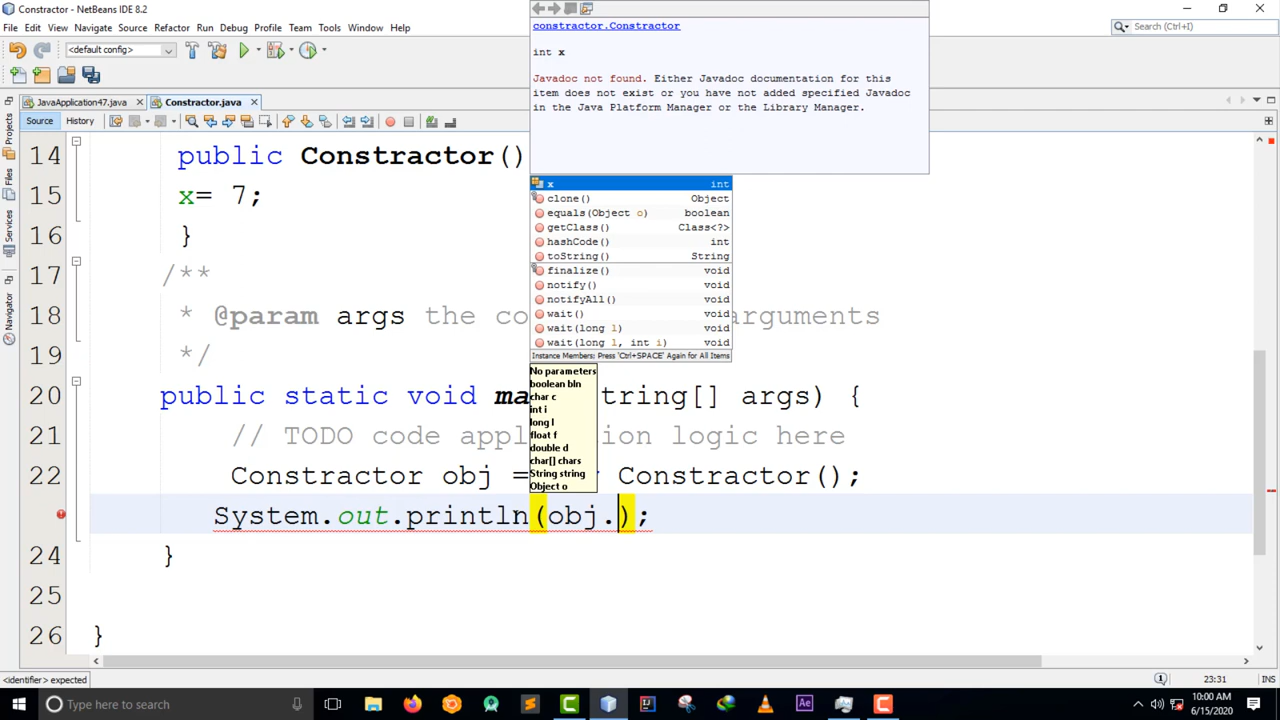 Constractor - NetBeans IDE 8.2
File Edit View Navigate Source Refactor Run Debug Profile Team Tools Window Help
Search (Ctrl+I)
<default config>
JavaApplication47.java
Constractor.java
Source History
Projects
Files
Services
Navigator
constractor.Constractor
int x
Javadoc not found. Either Javadoc documentation for this
item does not exist or you have not added specified Javadoc
in the Java Platform Manager or the Library Manager.
x int
clone() Object
equals(Object o) boolean
getClass() Class<?>
hashCode() int
toString() String
finalize() void
notify() void
notifyAll() void
wait() void
wait(long l) void
wait(long l, int i) void
Instance Members: Press 'Ctrl+SPACE' Again for All Items
No parameters
boolean bln
char c
int i
long l
float f
double d
char[] chars
String string
Object o
14 public Constractor()
15 x= 7;
16 }
17 /**
18 * @param args the co arguments
19 */
20 public static void ma tring[] args) {
21 // TODO code app ion logic here
22 Constractor obj = Constractor();
System.out.println(obj.);
24 }
25
26 }
<identifier> expected
1
23:31
INS
Type here to search
Ae
10:00 AM
6/15/2020